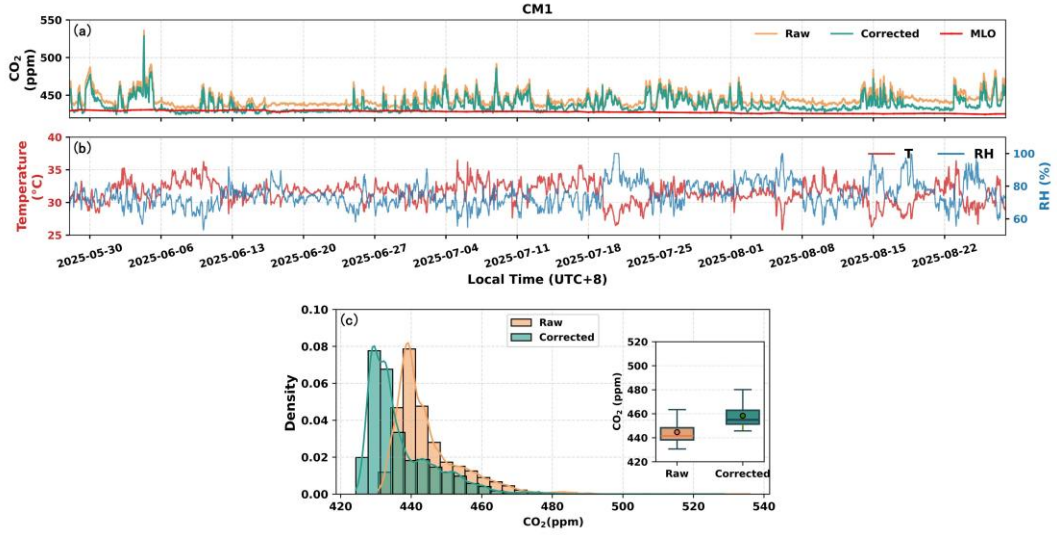 CM1
(a)
Raw Corrected MLO
550
500
450
CO₂
(ppm)
(b)
T RH
40
35
30
25
Temperature
(°C)
100
80
60
RH (%)
2025-05-30 2025-06-06 2025-06-13 2025-06-20 2025-06-27 2025-07-04 2025-07-11 2025-07-18 2025-07-25 2025-08-01 2025-08-08 2025-08-15 2025-08-22
Local Time (UTC+8)
(c)
Raw
Corrected
0.10
0.08
0.06
0.04
0.02
0.00
Density
520
500
480
460
440
420
CO₂ (ppm)
Raw Corrected
420 440 460 480 500 520 540
CO₂(ppm)